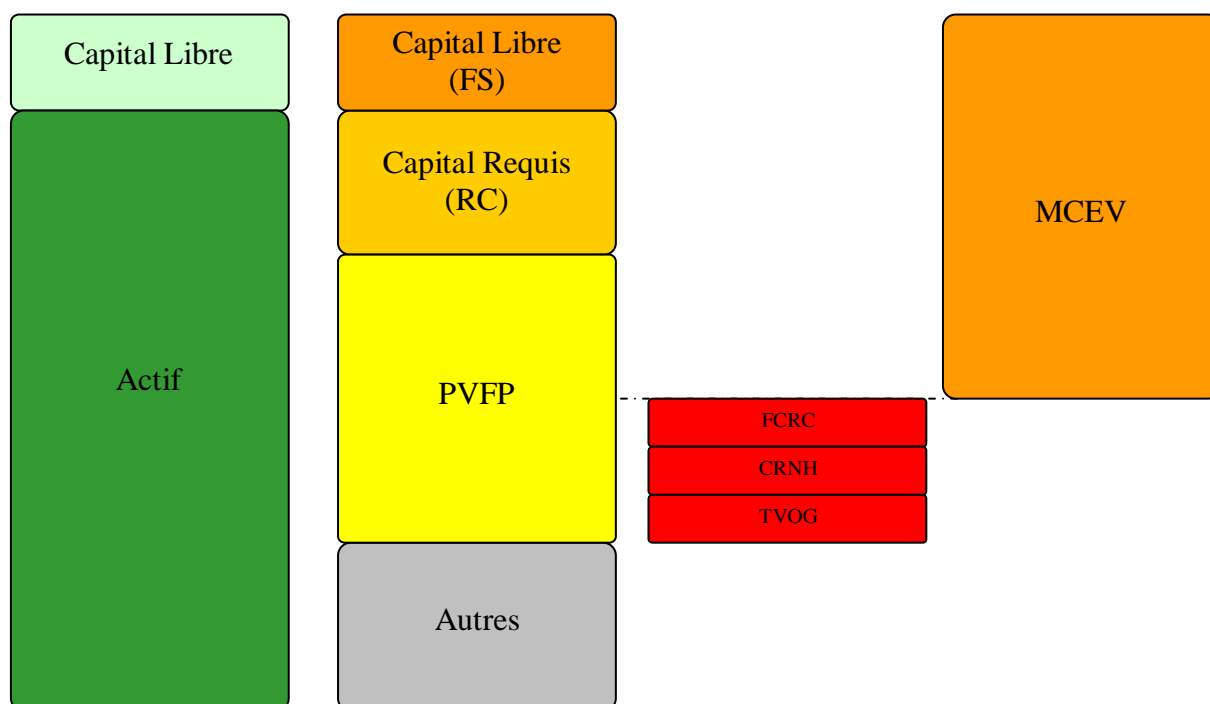 Capital Libre
Actif
Capital Libre
(FS)
Capital Requis
(RC)
PVFP
Autres
FCRC
CRNH
TVOG
MCEV